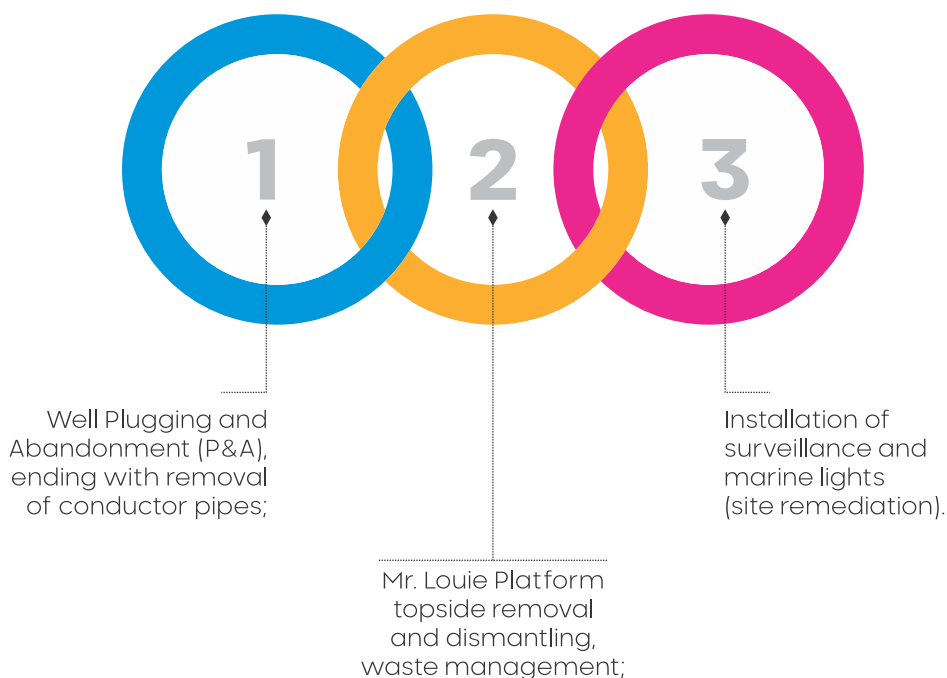 1
2
3
Well Plugging and
Abandonment (P&A),
ending with removal
of conductor pipes;
Mr. Louie Platform
topside removal
and dismantling,
waste management;
Installation of
surveillance and
marine lights
(site remediation).